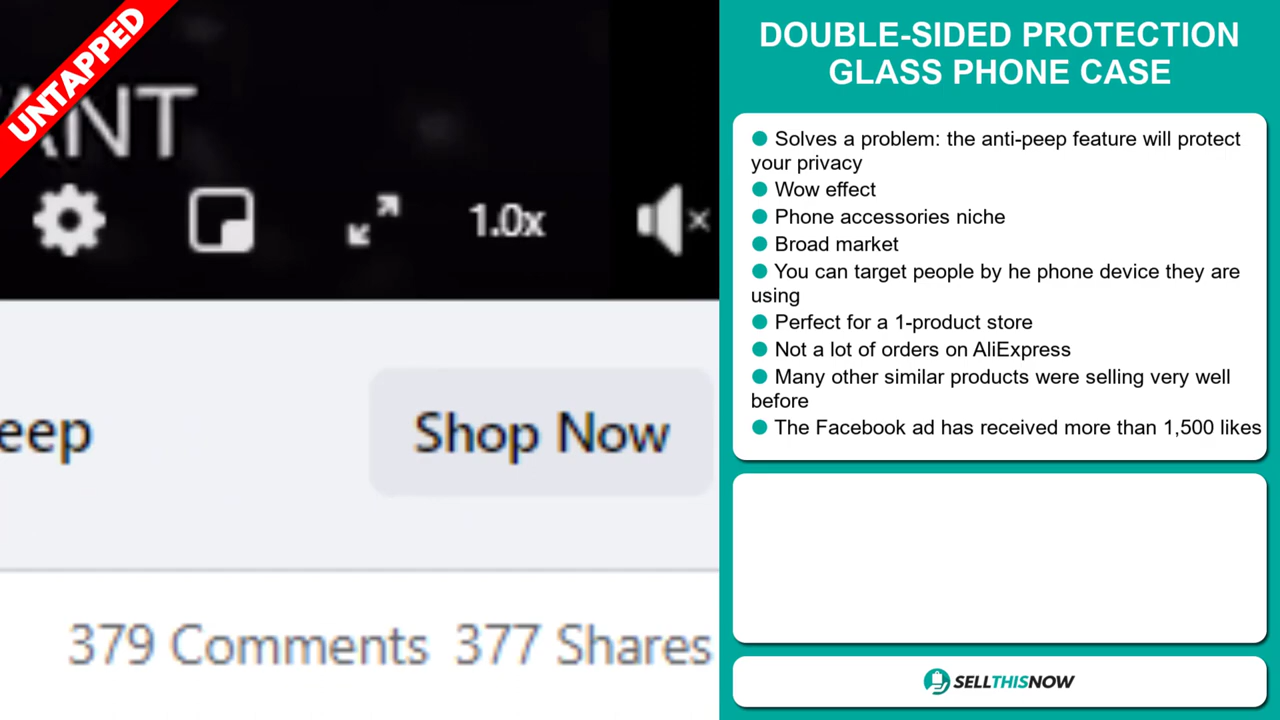 UNTAPPED
ANT
1.0x
eep
Shop Now
379 Comments 377 Shares
DOUBLE-SIDED PROTECTION
GLASS PHONE CASE
● Solves a problem: the anti-peep feature will protect
your privacy
● Wow effect
● Phone accessories niche
● Broad market
● You can target people by he phone device they are
using
● Perfect for a 1-product store
● Not a lot of orders on AliExpress
● Many other similar products were selling very well
before
● The Facebook ad has received more than 1,500 likes
SELLTHISNOW